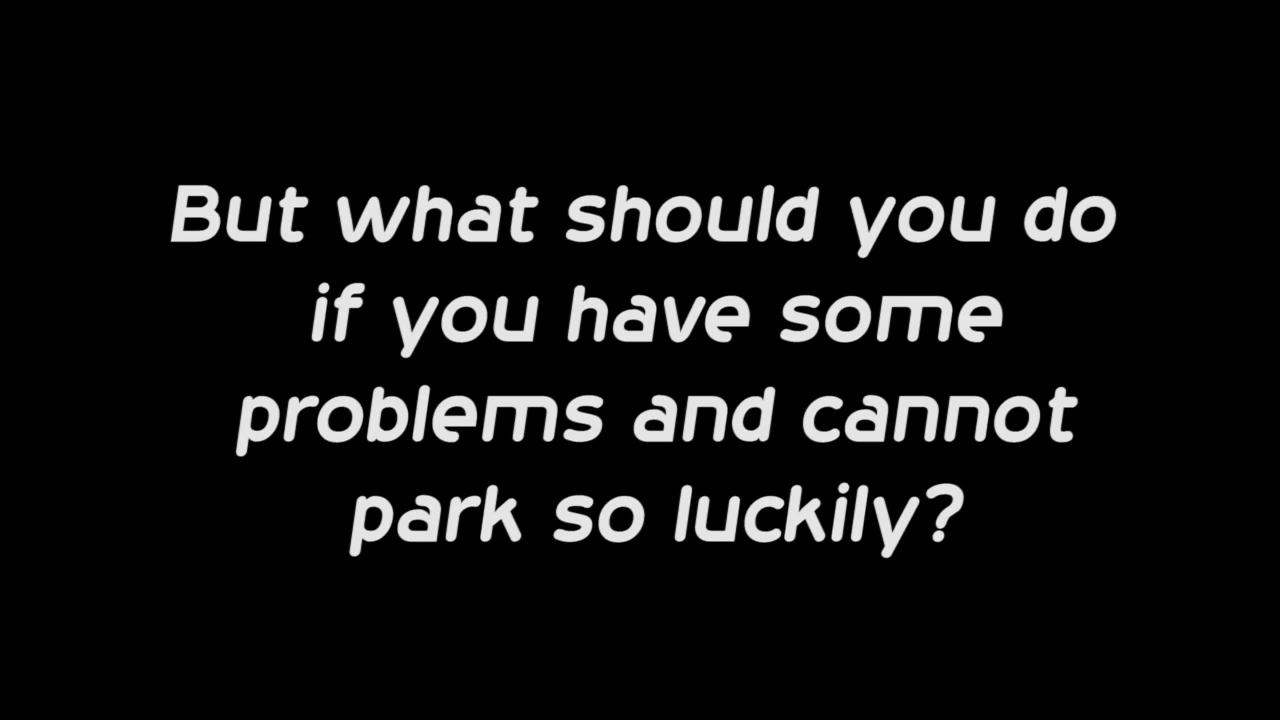 But what should you do
if you have some
problems and cannot
park so luckily?